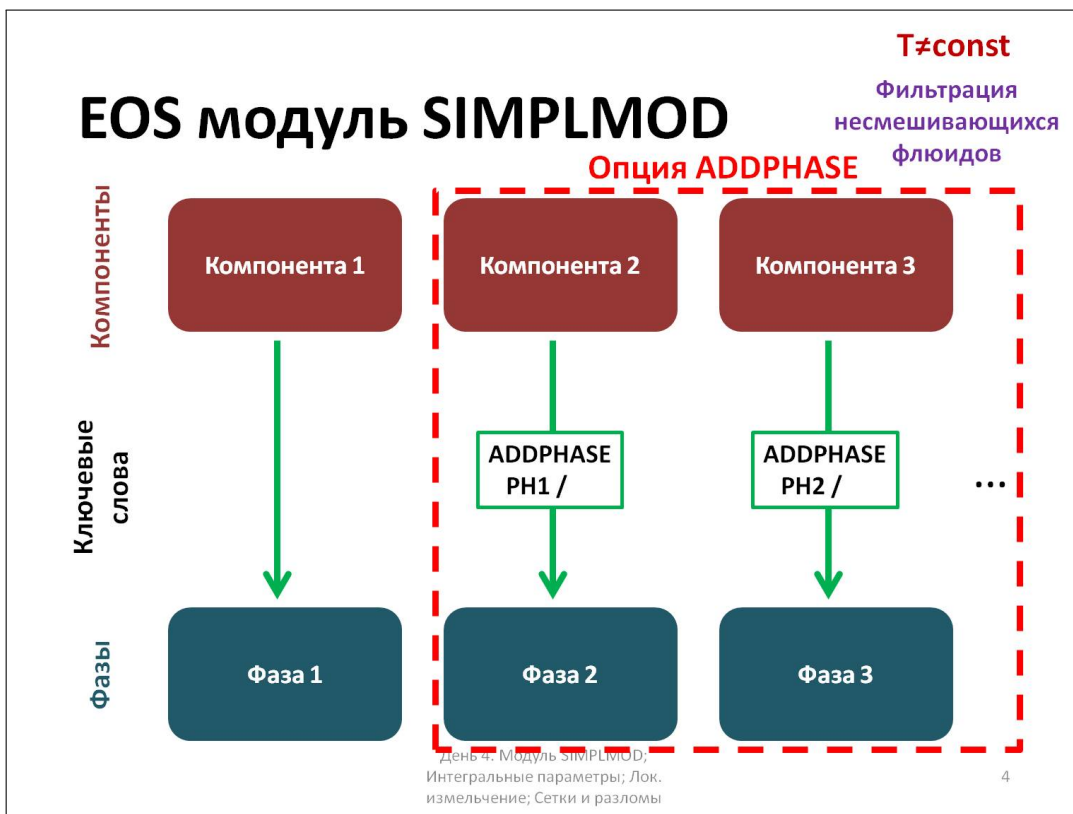 T≠const
EOS модуль SIMPLMOD
Фильтрация
несмешивающихся
флюидов
Опция ADDPHASE
Компоненты
Компонента 1
Компонента 2
Компонента 3
Ключевые
слова
ADDPHASE
PH1 /
ADDPHASE
PH2 /
...
Фазы
Фаза 1
Фаза 2
Фаза 3
День 4. Модуль SIMPLMOD;
Интегральные параметры; Лок.
измельчение; Сетки и разломы
4